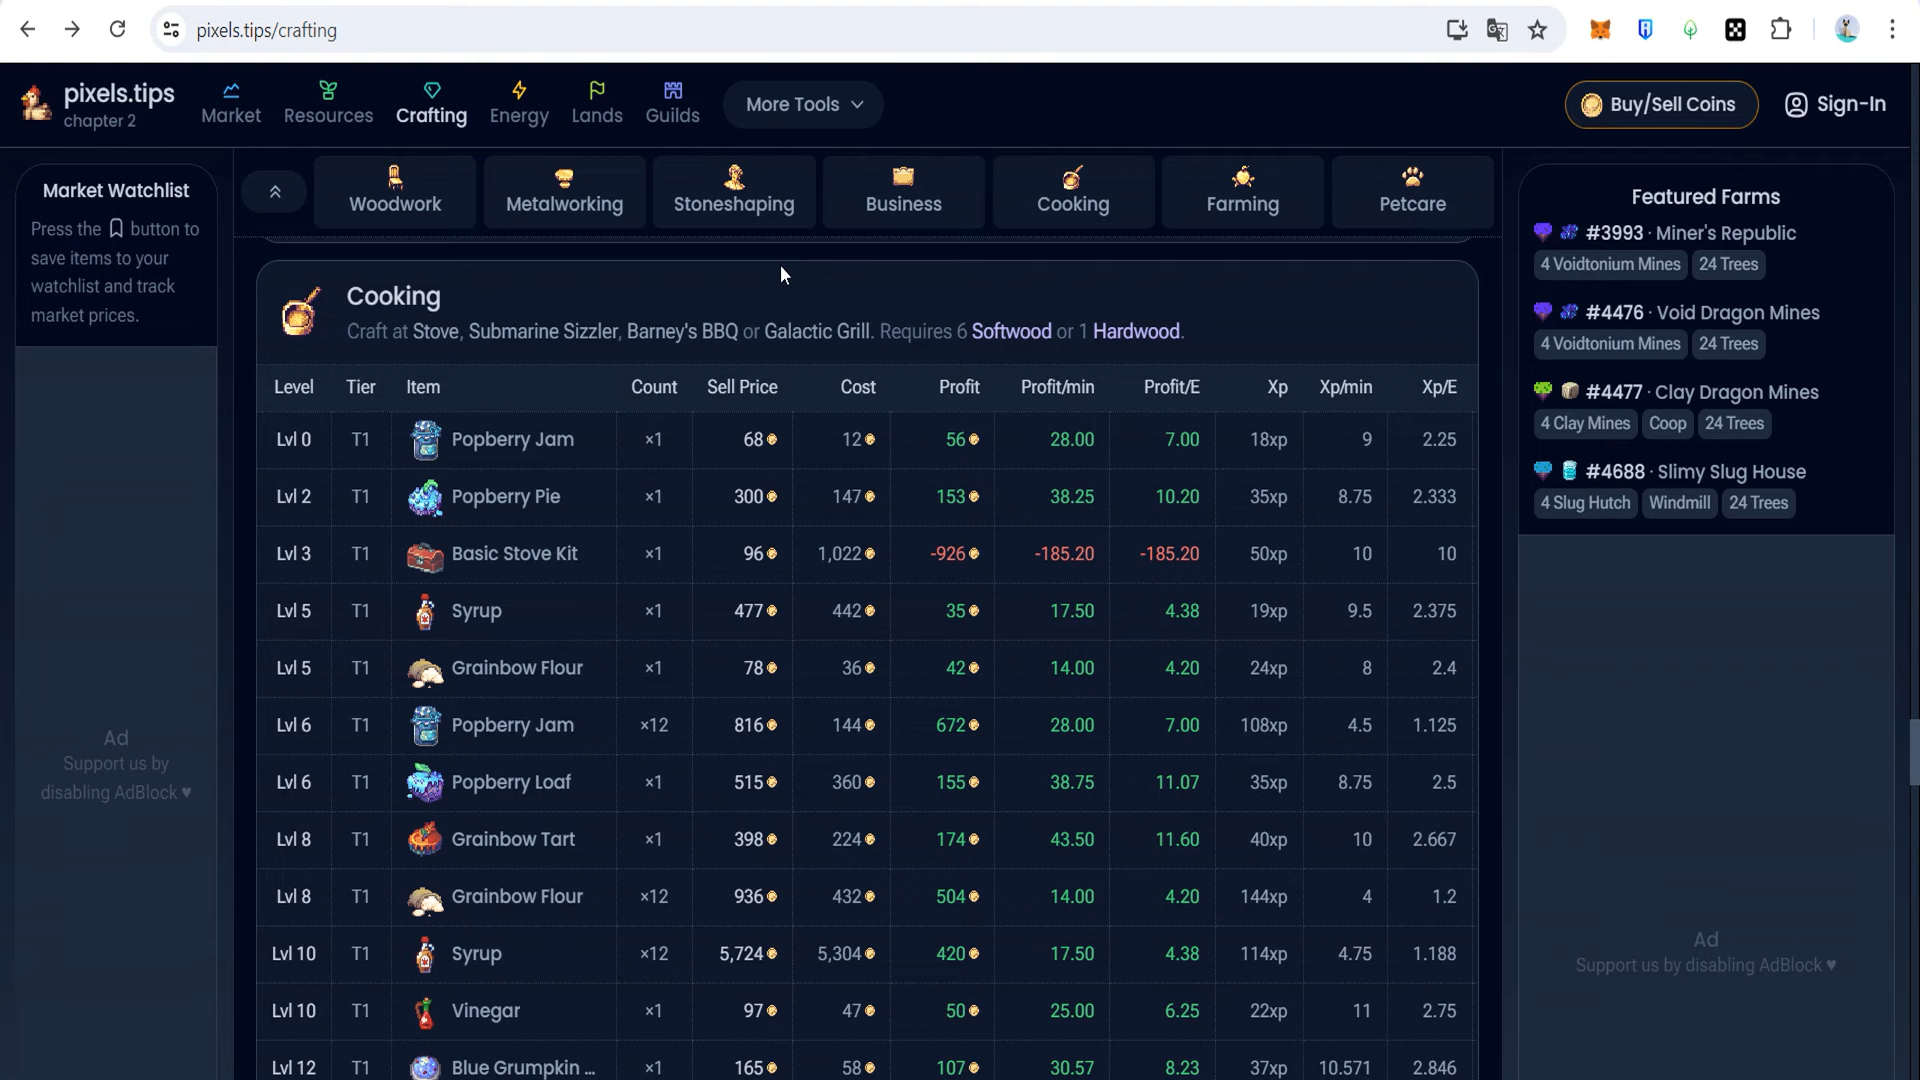 pixels.tips/crafting
pixels.tips
chapter 2
Market
Resources
Crafting
Energy
Lands
Guilds
More Tools
Buy/Sell Coins
Sign-In
Market Watchlist
Press the button to
save items to your
watchlist and track
market prices.
Ad
Support us by
disabling AdBlock ♥
Woodwork
Metalworking
Stoneshaping
Business
Cooking
Farming
Petcare
Cooking
Craft at Stove, Submarine Sizzler, Barney's BBQ or Galactic Grill. Requires 6 Softwood or 1 Hardwood.
Level Tier Item Count Sell Price Cost Profit Profit/min Profit/E Xp Xp/min Xp/E
Lvl 0 T1 Popberry Jam ×1 68 12 56 28.00 7.00 18xp 9 2.25
Lvl 2 T1 Popberry Pie ×1 300 147 153 38.25 10.20 35xp 8.75 2.333
Lvl 3 T1 Basic Stove Kit ×1 96 1,022 -926 -185.20 -185.20 50xp 10 10
Lvl 5 T1 Syrup ×1 477 442 35 17.50 4.38 19xp 9.5 2.375
Lvl 5 T1 Grainbow Flour ×1 78 36 42 14.00 4.20 24xp 8 2.4
Lvl 6 T1 Popberry Jam ×12 816 144 672 28.00 7.00 108xp 4.5 1.125
Lvl 6 T1 Popberry Loaf ×1 515 360 155 38.75 11.07 35xp 8.75 2.5
Lvl 8 T1 Grainbow Tart ×1 398 224 174 43.50 11.60 40xp 10 2.667
Lvl 8 T1 Grainbow Flour ×12 936 432 504 14.00 4.20 144xp 4 1.2
Lvl 10 T1 Syrup ×12 5,724 5,304 420 17.50 4.38 114xp 4.75 1.188
Lvl 10 T1 Vinegar ×1 97 47 50 25.00 6.25 22xp 11 2.75
Lvl 12 T1 Blue Grumpkin ... ×1 165 58 107 30.57 8.23 37xp 10.571 2.846
Featured Farms
#3993 · Miner's Republic
4 Voidtonium Mines 24 Trees
#4476 · Void Dragon Mines
4 Voidtonium Mines 24 Trees
#4477 · Clay Dragon Mines
4 Clay Mines Coop 24 Trees
#4688 · Slimy Slug House
4 Slug Hutch Windmill 24 Trees
Ad
Support us by disabling AdBlock ♥